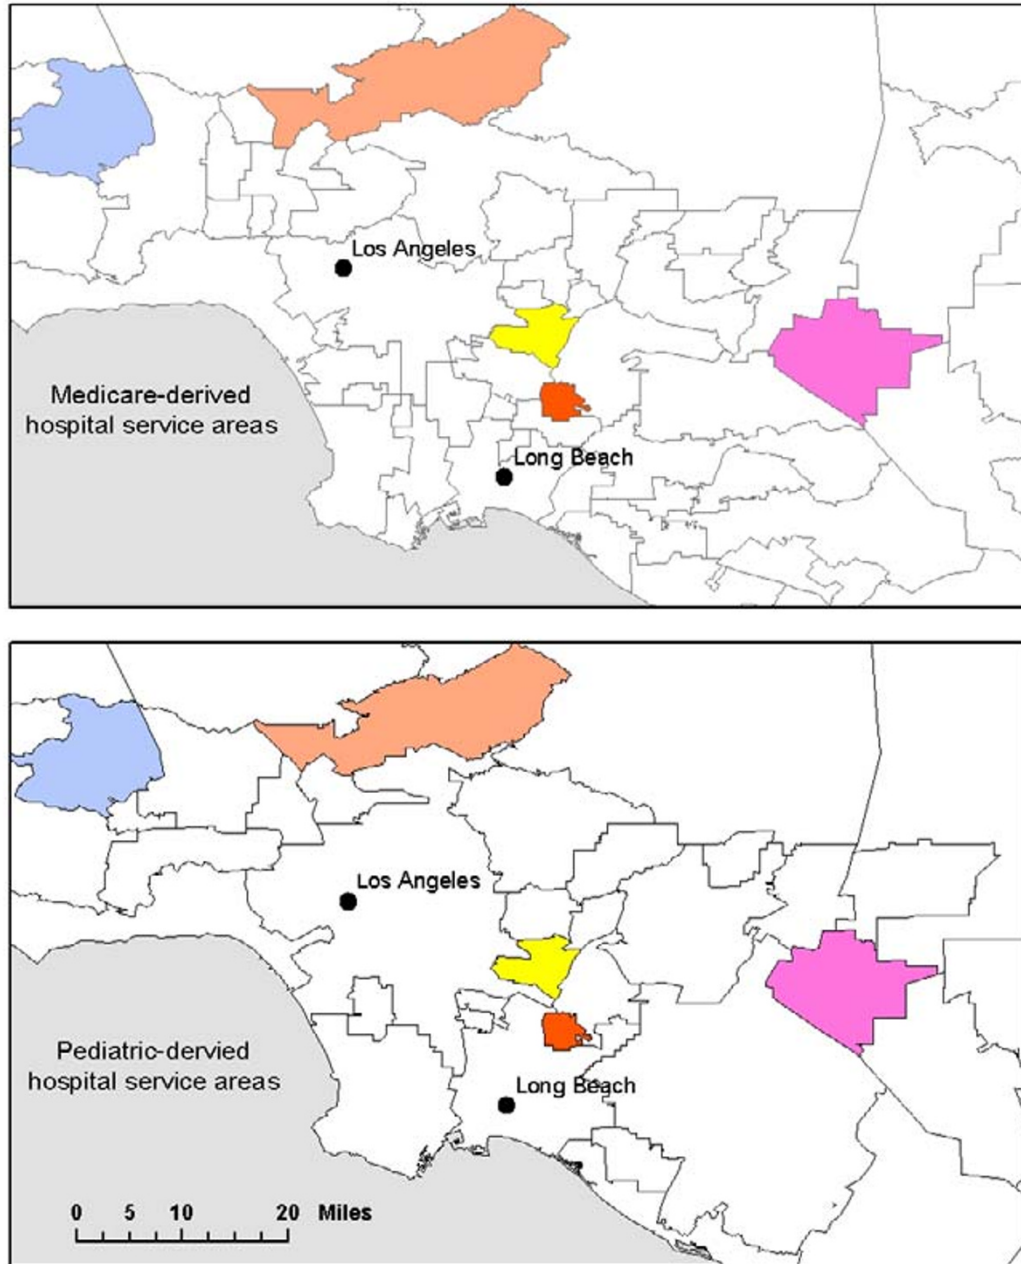 Los Angeles
Medicare-derived
hospital service areas
Long Beach
Los Angeles
Pediatric-dervied
hospital service areas
Long Beach
0 5 10 20 Miles